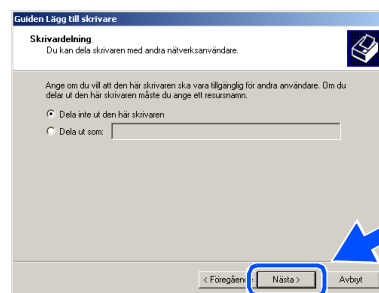 Guiden Lägg till skrivare
Skrivardelning
Du kan dela skrivaren med andra nätverksanvändare.
Ange om du vill att den här skrivaren ska vara tillgänglig för andra användare. Om du
delar ut den här skrivaren måste du ange ett resursnamn.
Dela inte ut den här skrivaren
Dela ut som:
< Föregående Nästa > Avbryt